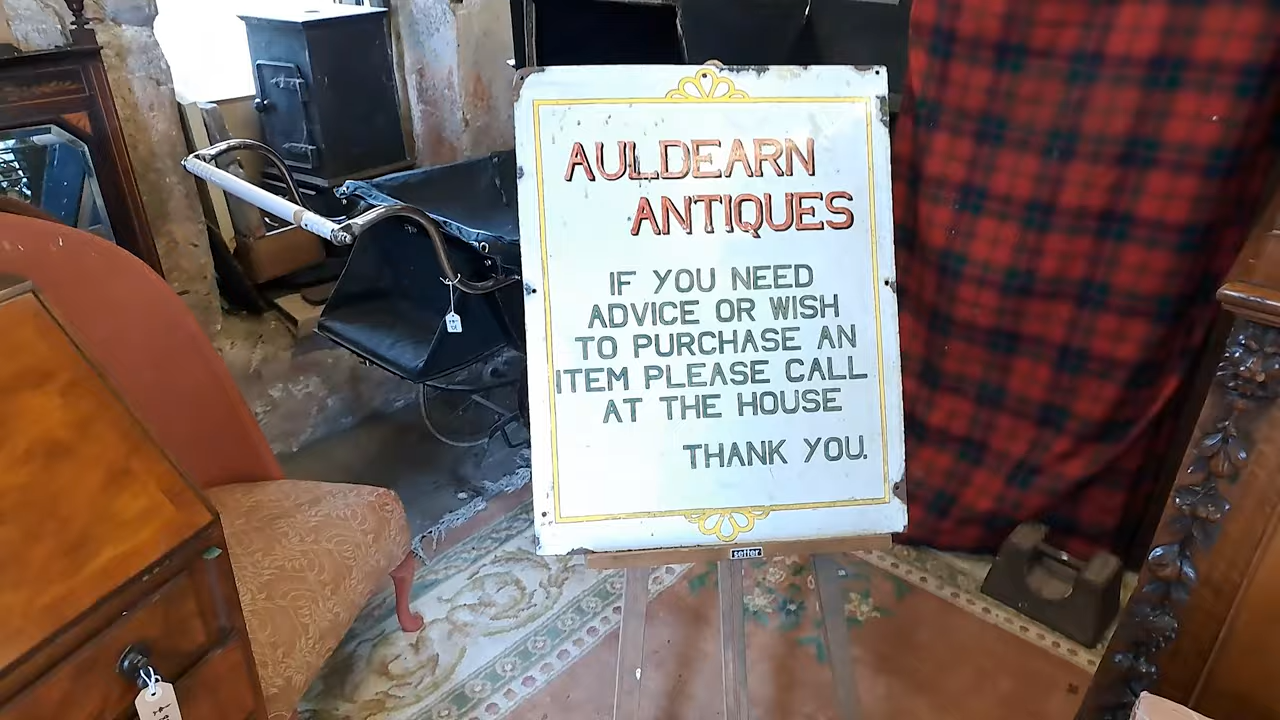 AULDEARN
ANTIQUES
IF YOU NEED
ADVICE OR WISH
TO PURCHASE AN
ITEM PLEASE CALL
AT THE HOUSE
THANK YOU.